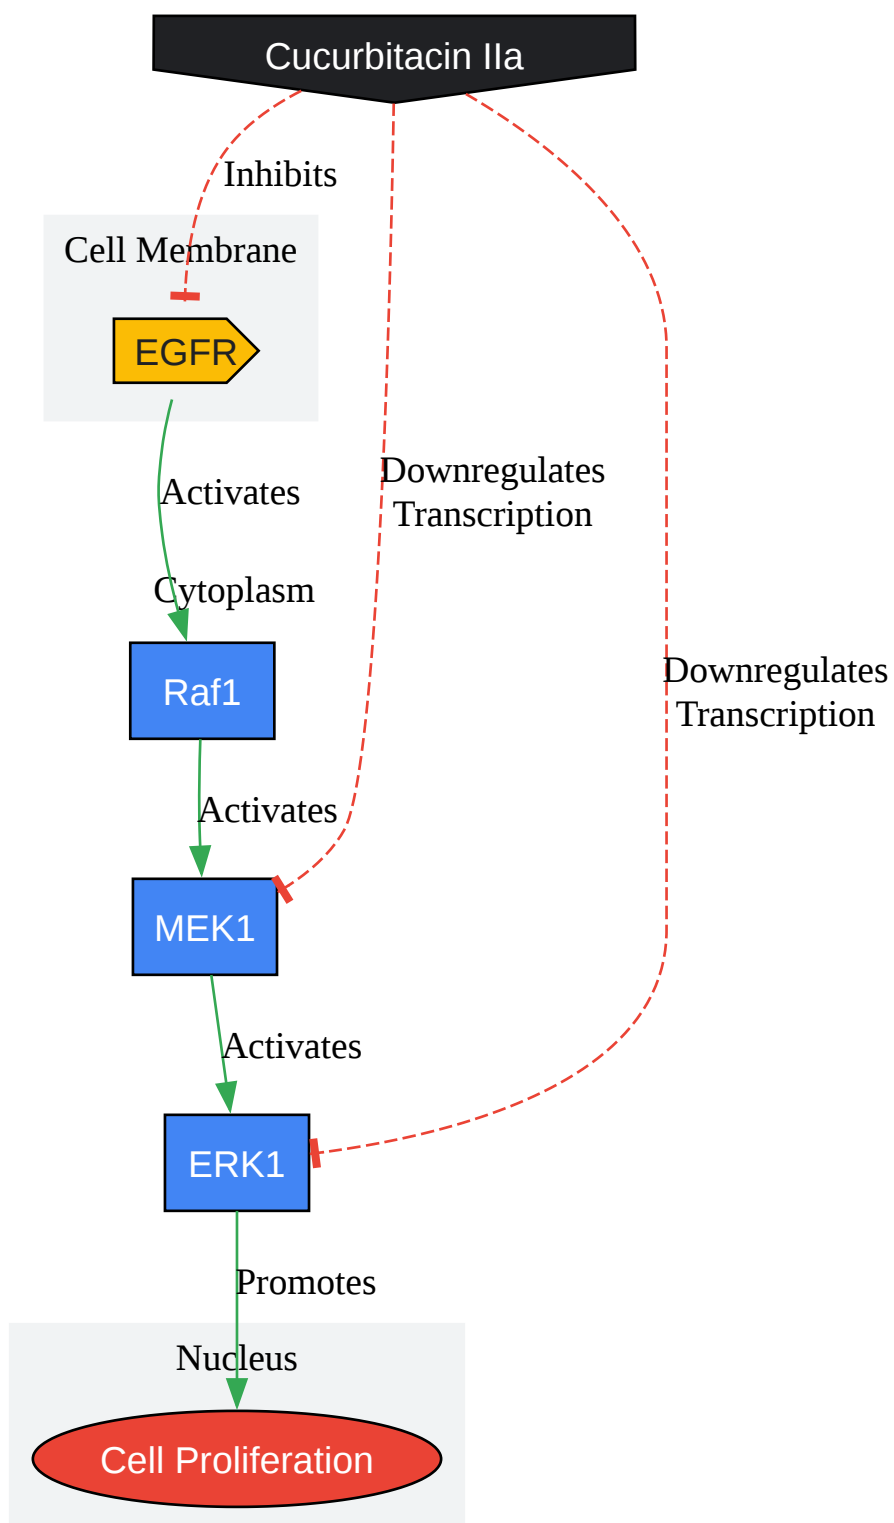 Cucurbitacin IIa
Inhibits
Cell Membrane
EGFR
Downregulates
Transcription
Activates
Cytoplasm
Downregulates
Transcription
Raf1
Activates
MEK1
Activates
ERK1
Promotes
Nucleus
Cell Proliferation